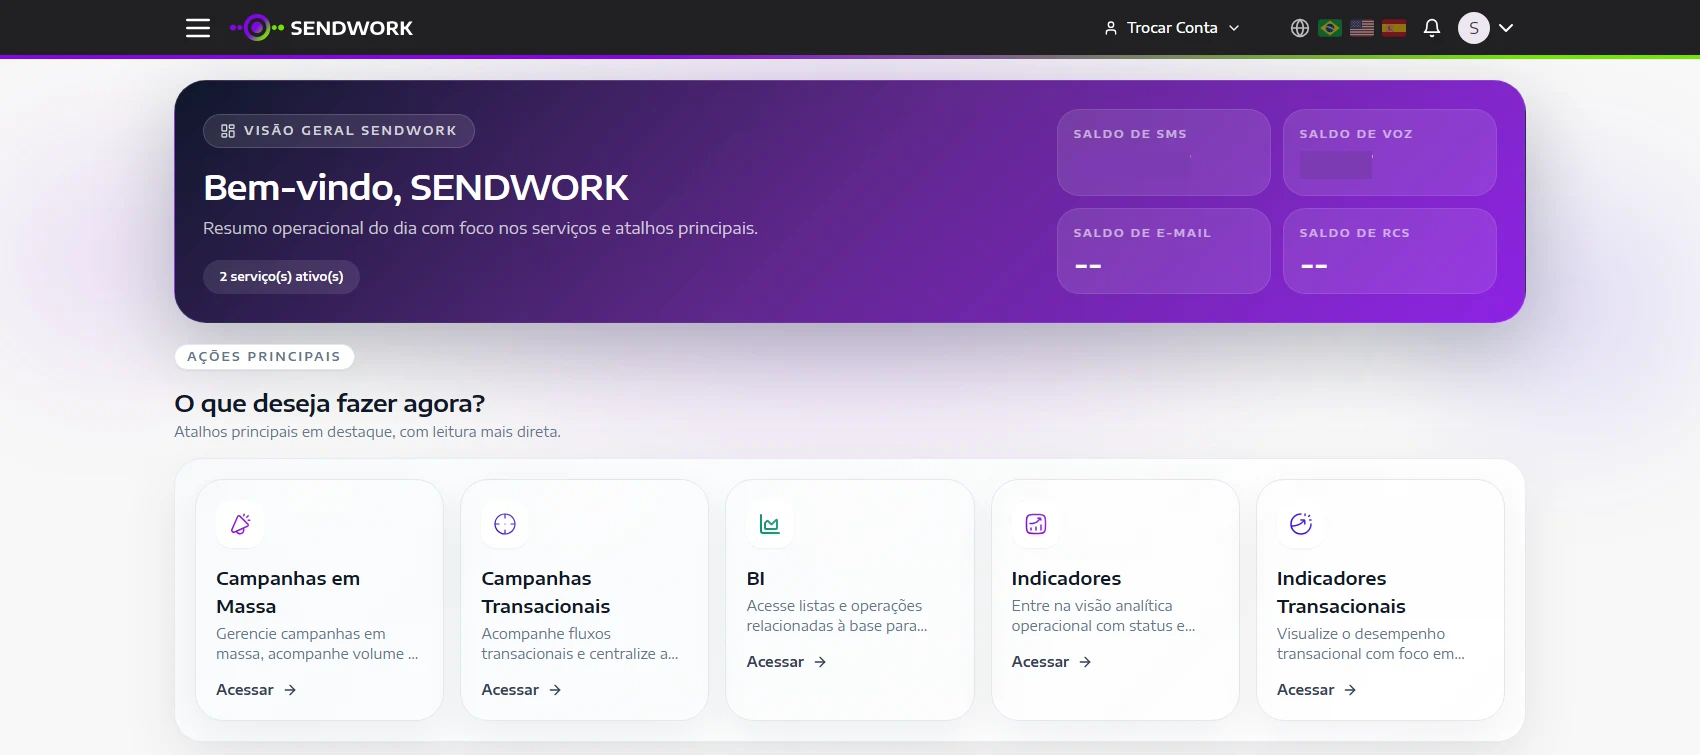 SENDWORK
Trocar Conta
S
VISÃO GERAL SENDWORK
Bem-vindo, SENDWORK
Resumo operacional do dia com foco nos serviços e atalhos principais.
2 serviço(s) ativo(s)
SALDO DE SMS
SALDO DE VOZ
SALDO DE E-MAIL
--
SALDO DE RCS
--
AÇÕES PRINCIPAIS
O que deseja fazer agora?
Atalhos principais em destaque, com leitura mais direta.
Campanhas em
Massa
Gerencie campanhas em
massa, acompanhe volume ...
Acessar
Campanhas
Transacionais
Acompanhe fluxos
transacionais e centralize a...
Acessar
BI
Acesse listas e operações
relacionadas à base para...
Acessar
Indicadores
Entre na visão analítica
operacional com status e...
Acessar
Indicadores
Transacionais
Visualize o desempenho
transacional com foco em...
Acessar